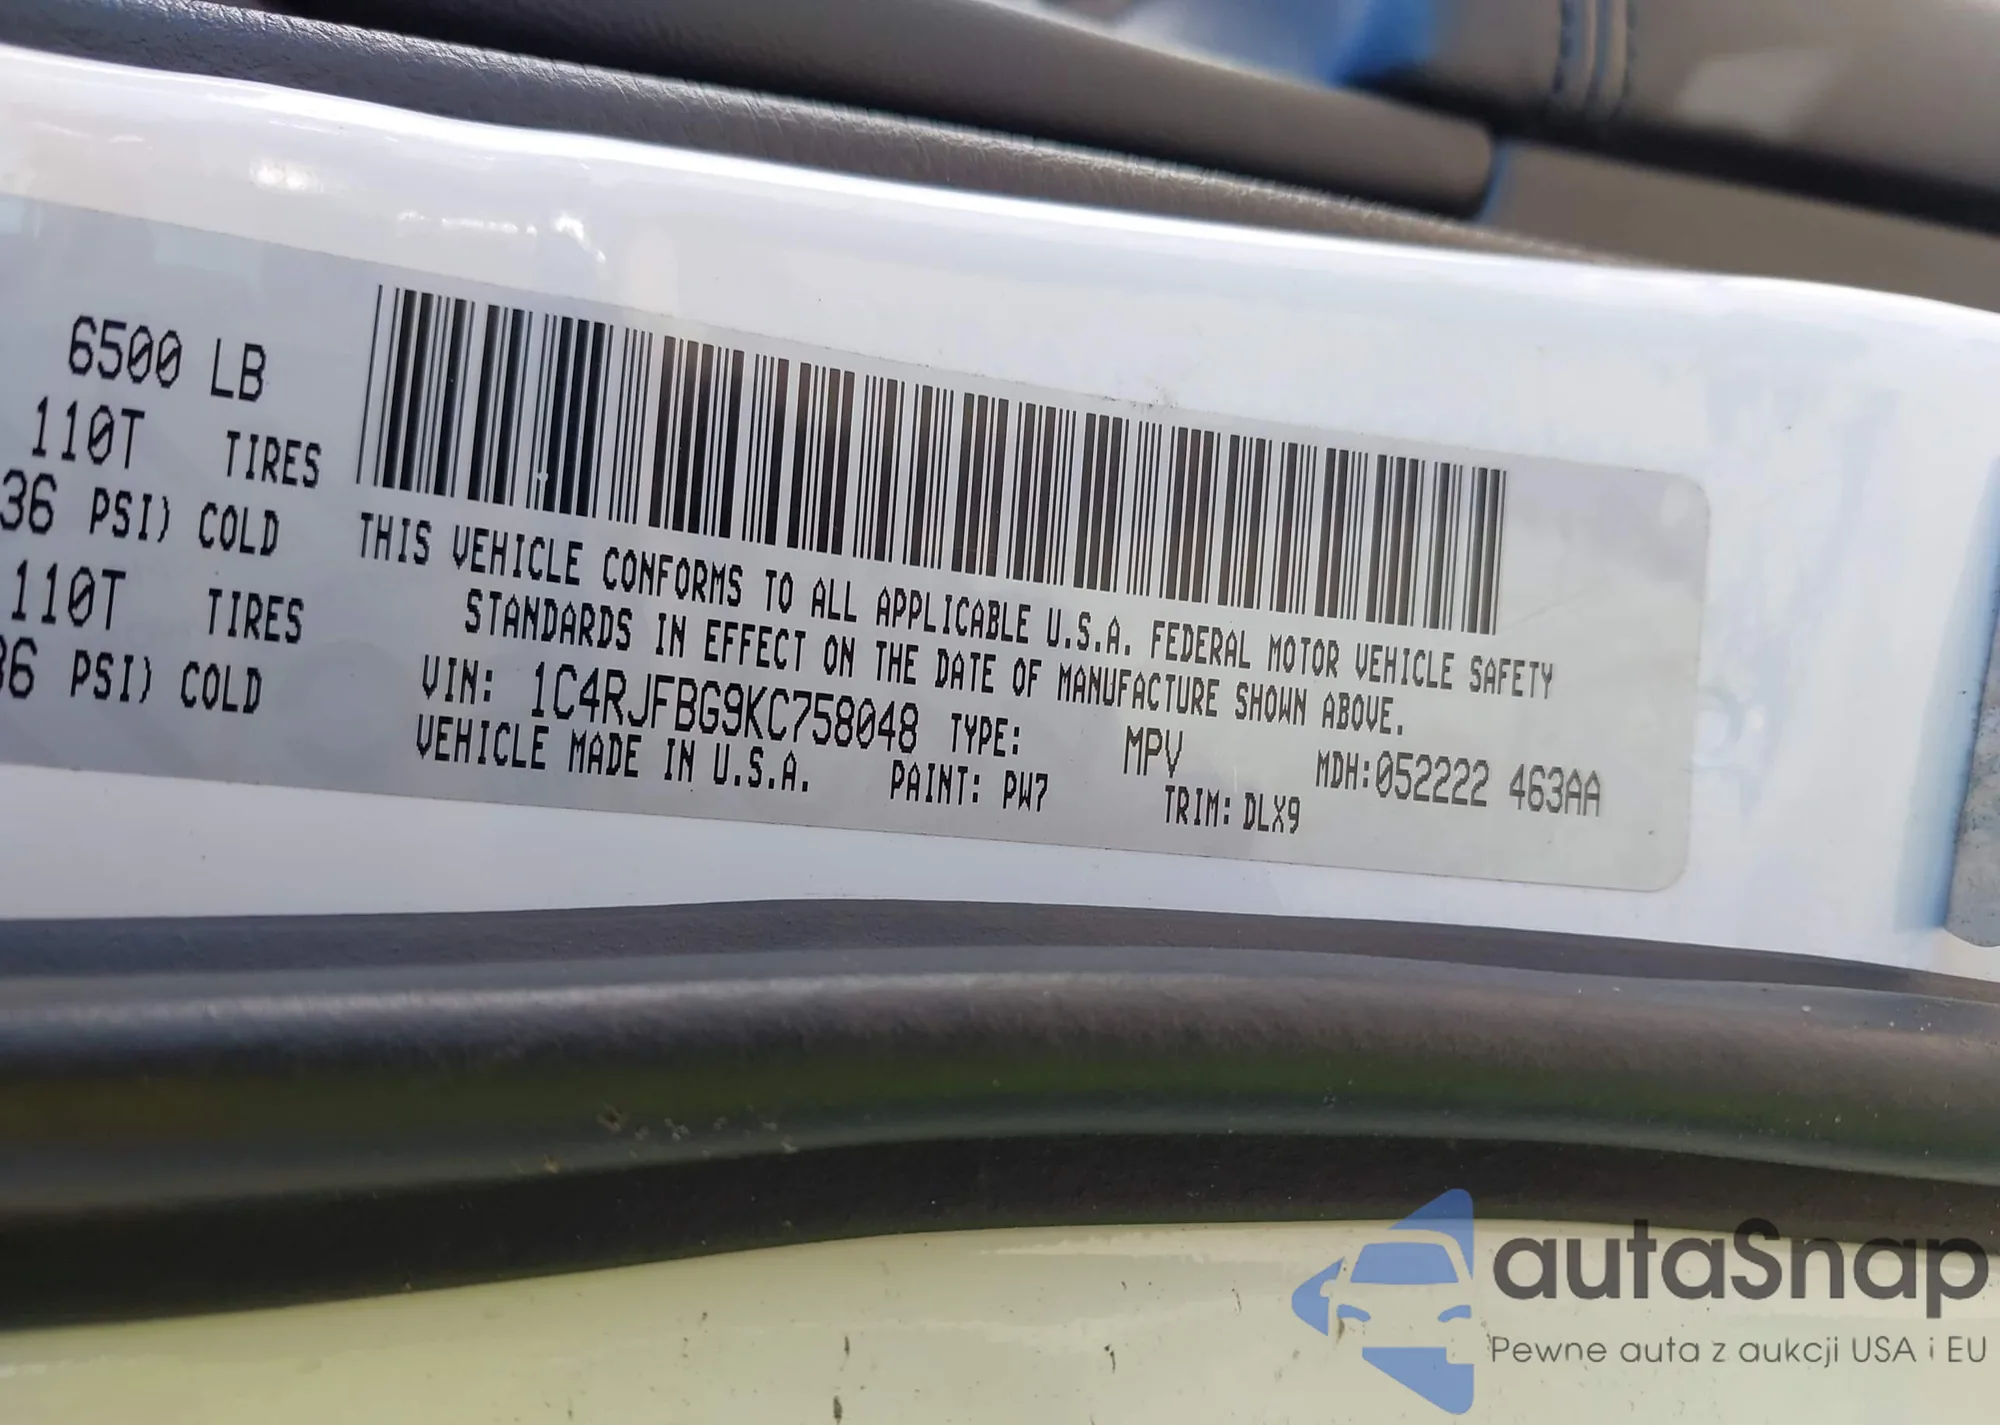 6500 LB
110T TIRES
36 PSI) COLD
110T TIRES
36 PSI) COLD
THIS VEHICLE CONFORMS TO ALL APPLICABLE U.S.A. FEDERAL MOTOR VEHICLE SAFETY
STANDARDS IN EFFECT ON THE DATE OF MANUFACTURE SHOWN ABOVE.
VIN: 1C4RJFBG9KC758048 TYPE: MPV MDH:052222 463AA
VEHICLE MADE IN U.S.A. PAINT: PW7 TRIM: DLX9
autaSnap
Pewne auta z aukcji USA i EU